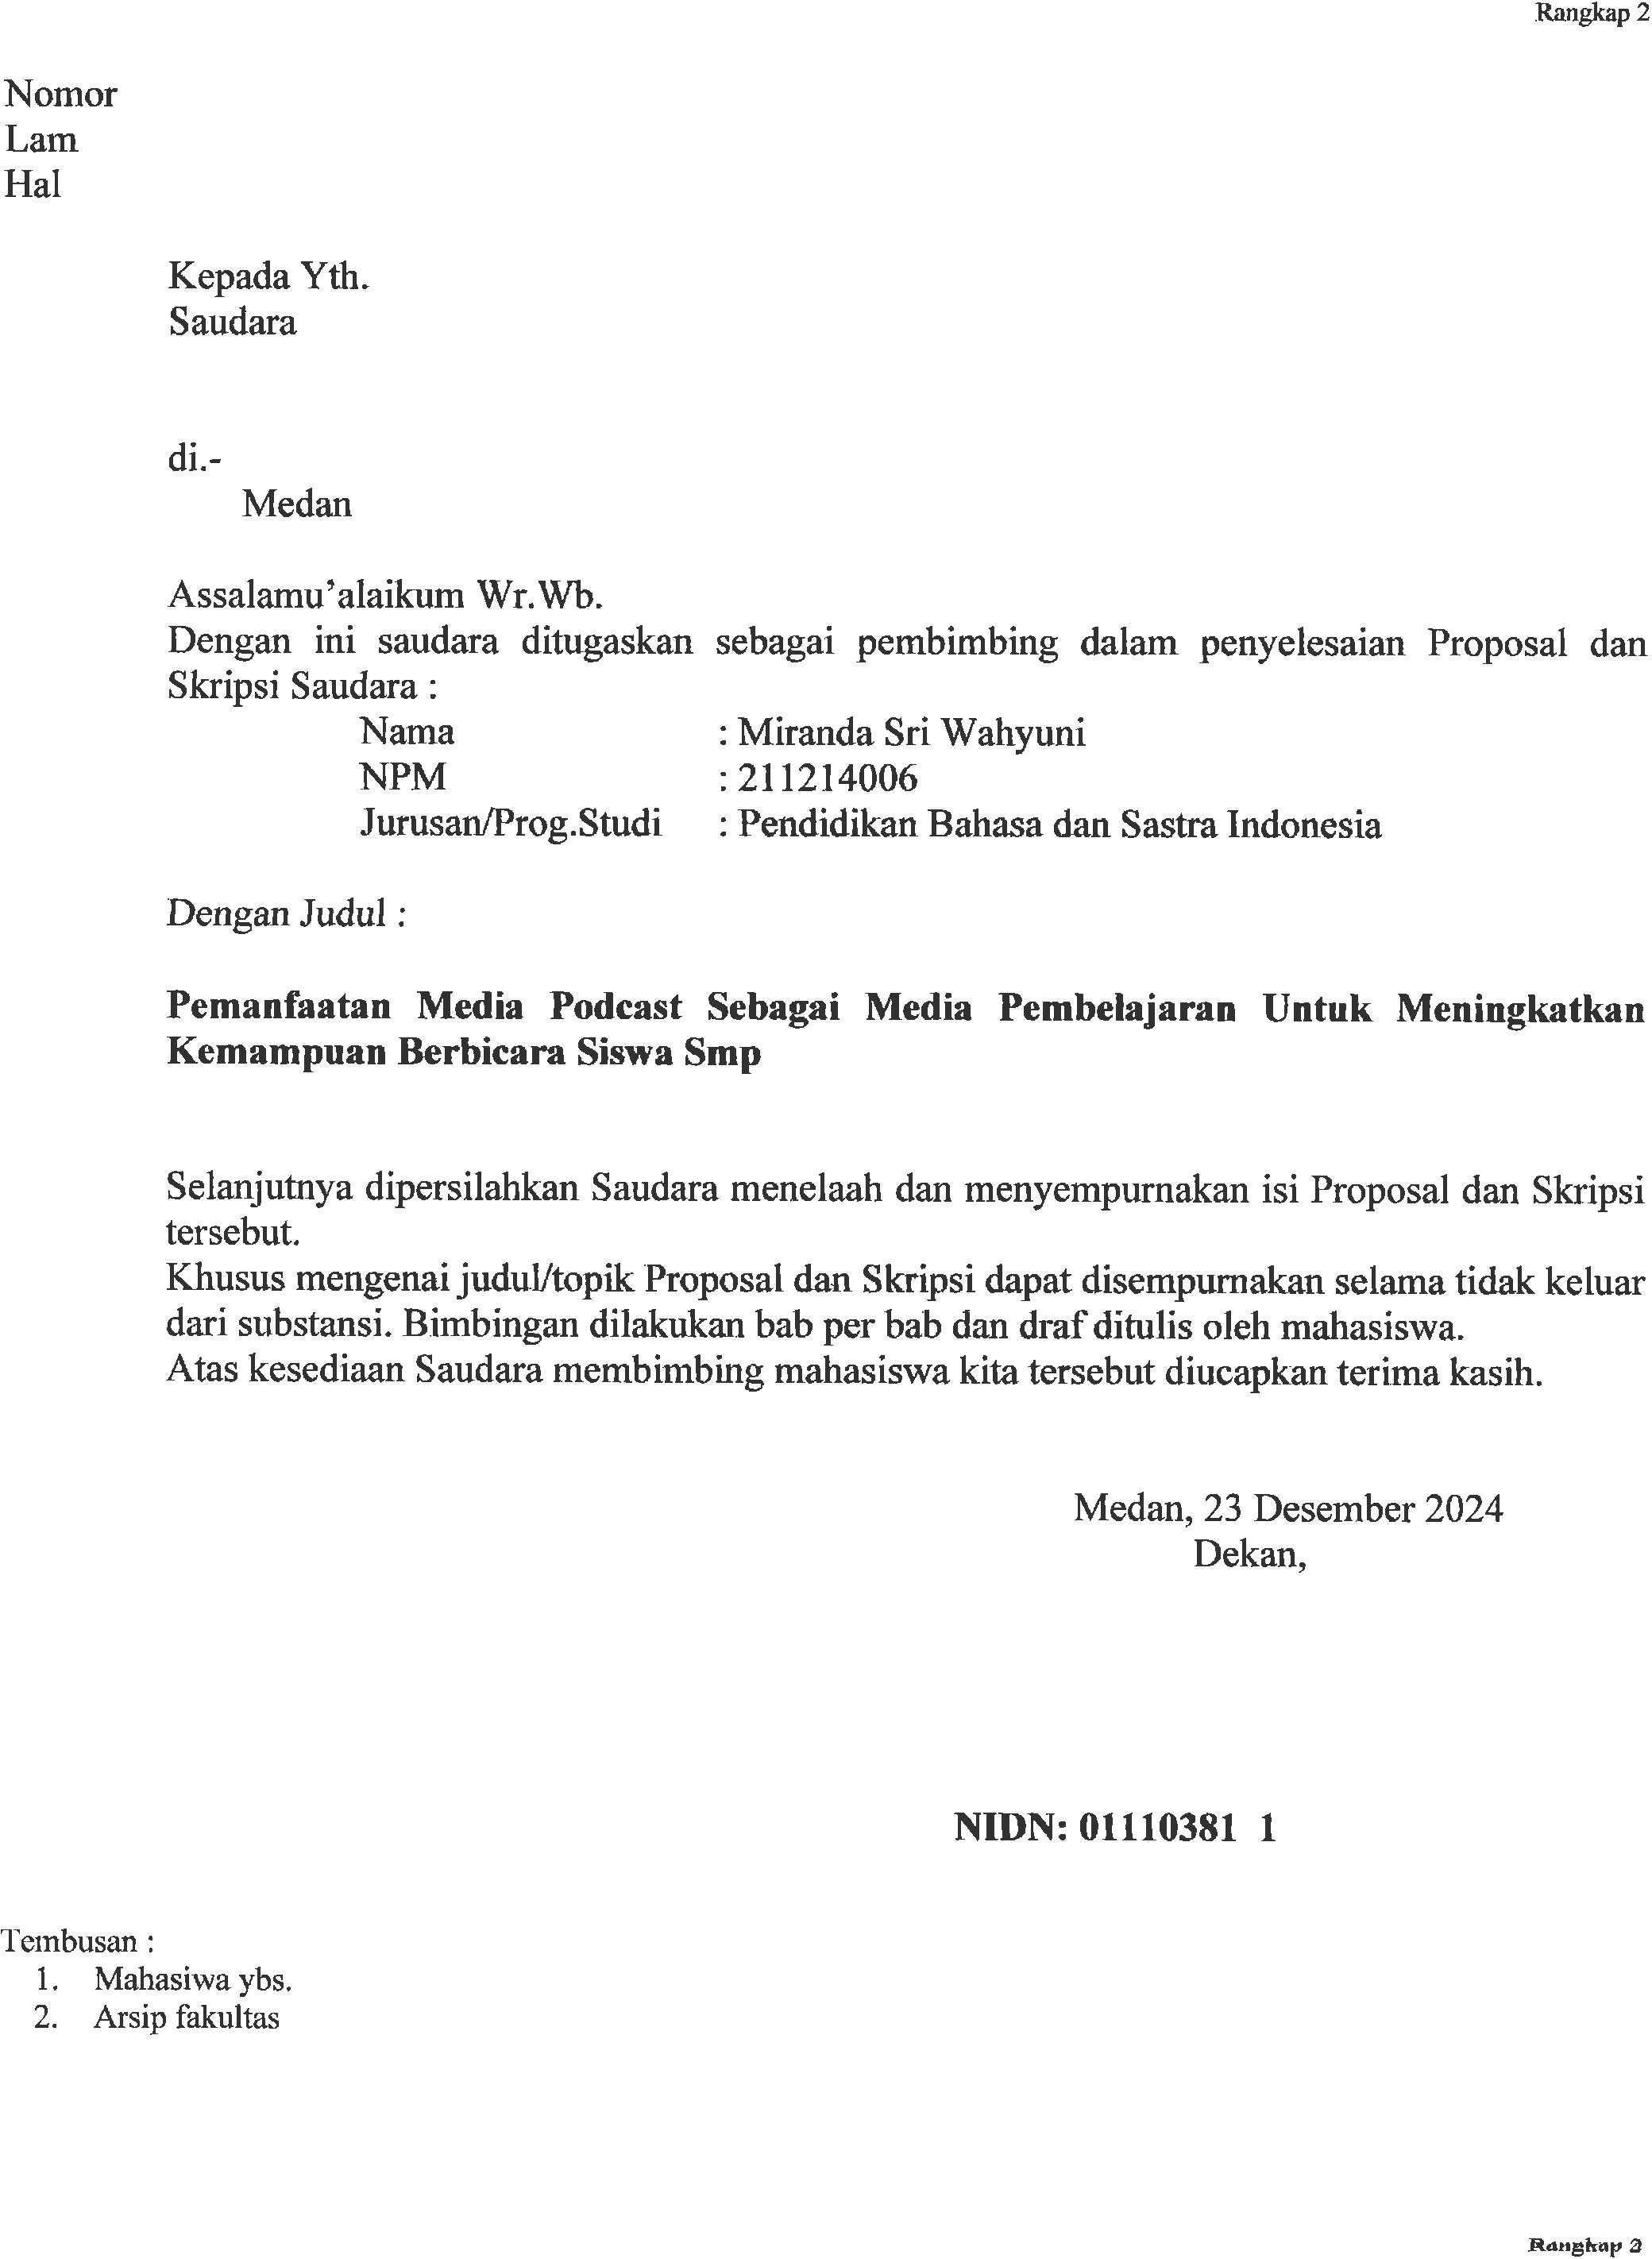 Rangkap 2
Nomor
Lam
Hal
Kepada Yth.
Saudara
di.-
Medan
Assalamu’alaikum Wr.Wb.
Dengan ini saudara ditugaskan sebagai pembimbing dalam penyelesaian Proposal dan
Skripsi Saudara :
Nama : Miranda Sri Wahyuni
NPM : 211214006
Jurusan/Prog.Studi : Pendidikan Bahasa dan Sastra Indonesia
Dengan Judul :
Pemanfaatan Media Podcast Sebagai Media Pembelajaran Untuk Meningkatkan
Kemampuan Berbicara Siswa Smp
Selanjutnya dipersilahkan Saudara menelaah dan menyempurnakan isi Proposal dan Skripsi
tersebut.
Khusus mengenai judul/topik Proposal dan Skripsi dapat disempurnakan selama tidak keluar
dari substansi. Bimbingan dilakukan bab per bab dan draf ditulis oleh mahasiswa.
Atas kesediaan Saudara membimbing mahasiswa kita tersebut diucapkan terima kasih.
Medan, 23 Desember 2024
Dekan,
NIDN: 01110381 1
Tembusan :
1. Mahasiwa ybs.
2. Arsip fakultas
Rangkap 2